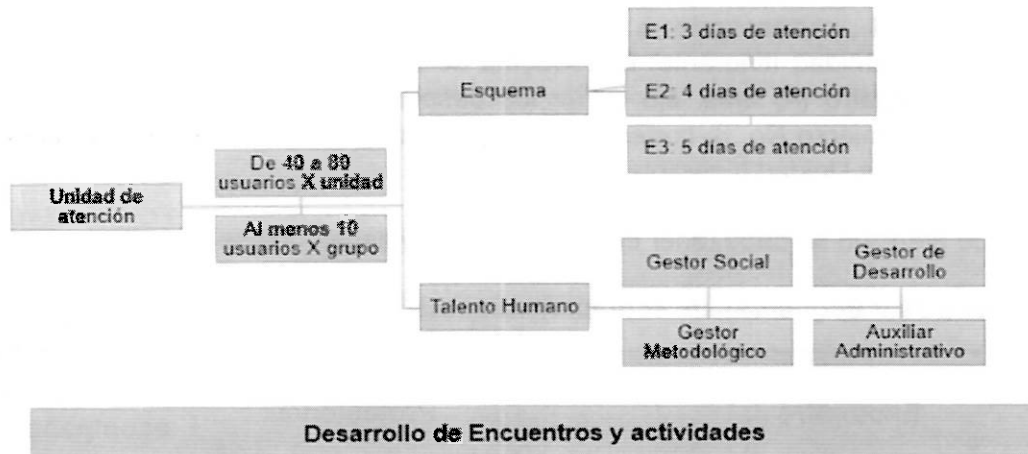 E1: 3 días de atención
Esquema
E2: 4 días de atención
E3: 5 días de atención
De 40 a 80
usuarios X unidad
Unidad de
atención
Al menos 10
usuarios X grupo
Gestor Social
Gestor de
Desarrollo
Talento Humano
Gestor
Metodológico
Auxiliar
Administrativo
Desarrollo de Encuentros y actividades